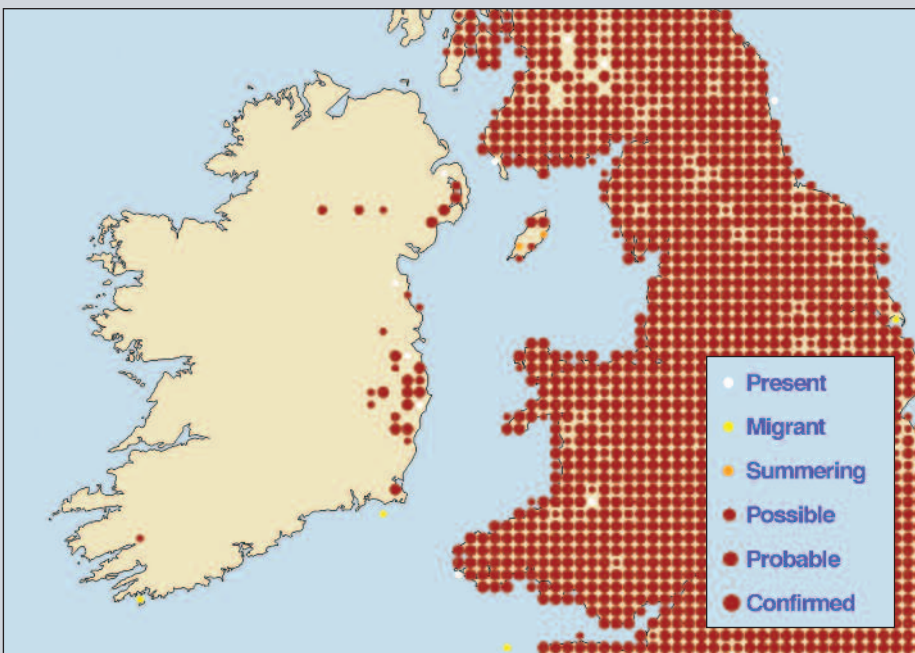 Present
Migrant
Summering
Possible
Probable
Confirmed